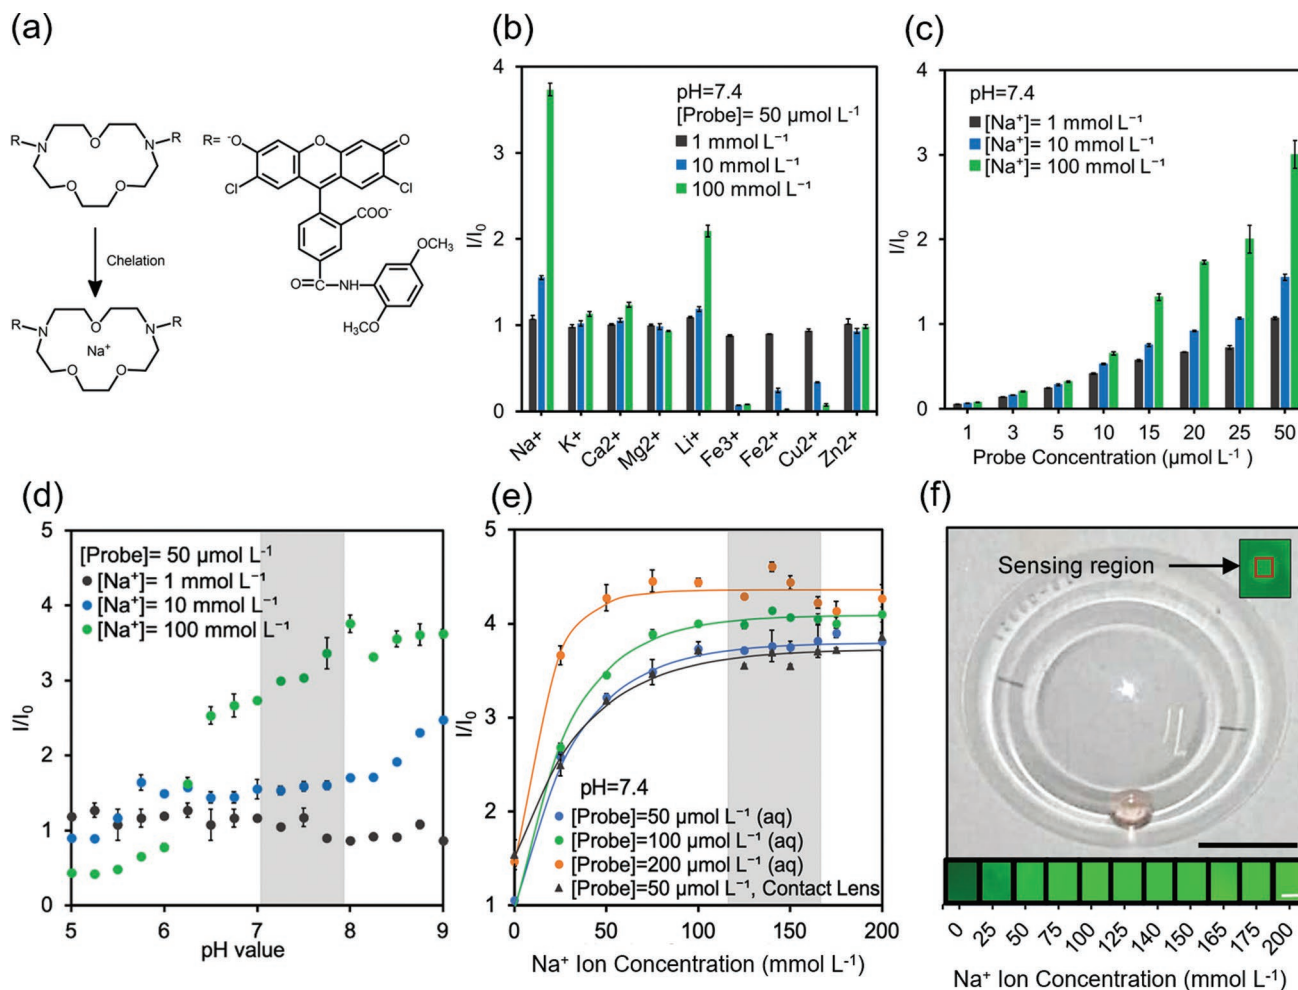 (a)
R
N
O
N
R
O
O
Chelation
R
N
O
N
R
Na⁺
O
O
R=
⁻O
O
O
Cl
Cl
COO⁻
OCH₃
O
NH
H₃CO
(b)
4
3
2
1
0
I/I₀
pH=7.4
[Probe]= 50 µmol L⁻¹
1 mmol L⁻¹
10 mmol L⁻¹
100 mmol L⁻¹
Na+ K+ Ca2+ Mg2+ Li+ Fe3+ Fe2+ Cu2+ Zn2+
(c)
4
3
2
1
0
I/I₀
pH=7.4
[Na⁺]= 1 mmol L⁻¹
[Na⁺]= 10 mmol L⁻¹
[Na⁺]= 100 mmol L⁻¹
1 3 5 10 15 20 25 50
Probe Concentration (µmol L⁻¹ )
(d)
5
4
3
2
1
0
I/I₀
[Probe]= 50 µmol L⁻¹
[Na⁺]= 1 mmol L⁻¹
[Na⁺]= 10 mmol L⁻¹
[Na⁺]= 100 mmol L⁻¹
5 6 7 8 9
pH value
(e)
5
4
3
2
1
I/I₀
pH=7.4
[Probe]=50 µmol L⁻¹ (aq)
[Probe]=100 µmol L⁻¹ (aq)
[Probe]=200 µmol L⁻¹ (aq)
[Probe]=50 µmol L⁻¹, Contact Lens
0 50 100 150 200
Na⁺ Ion Concentration (mmol L⁻¹)
(f)
Sensing region
0 25 50 75 100 125 140 150 165 175 200
Na⁺ Ion Concentration (mmol L⁻¹)